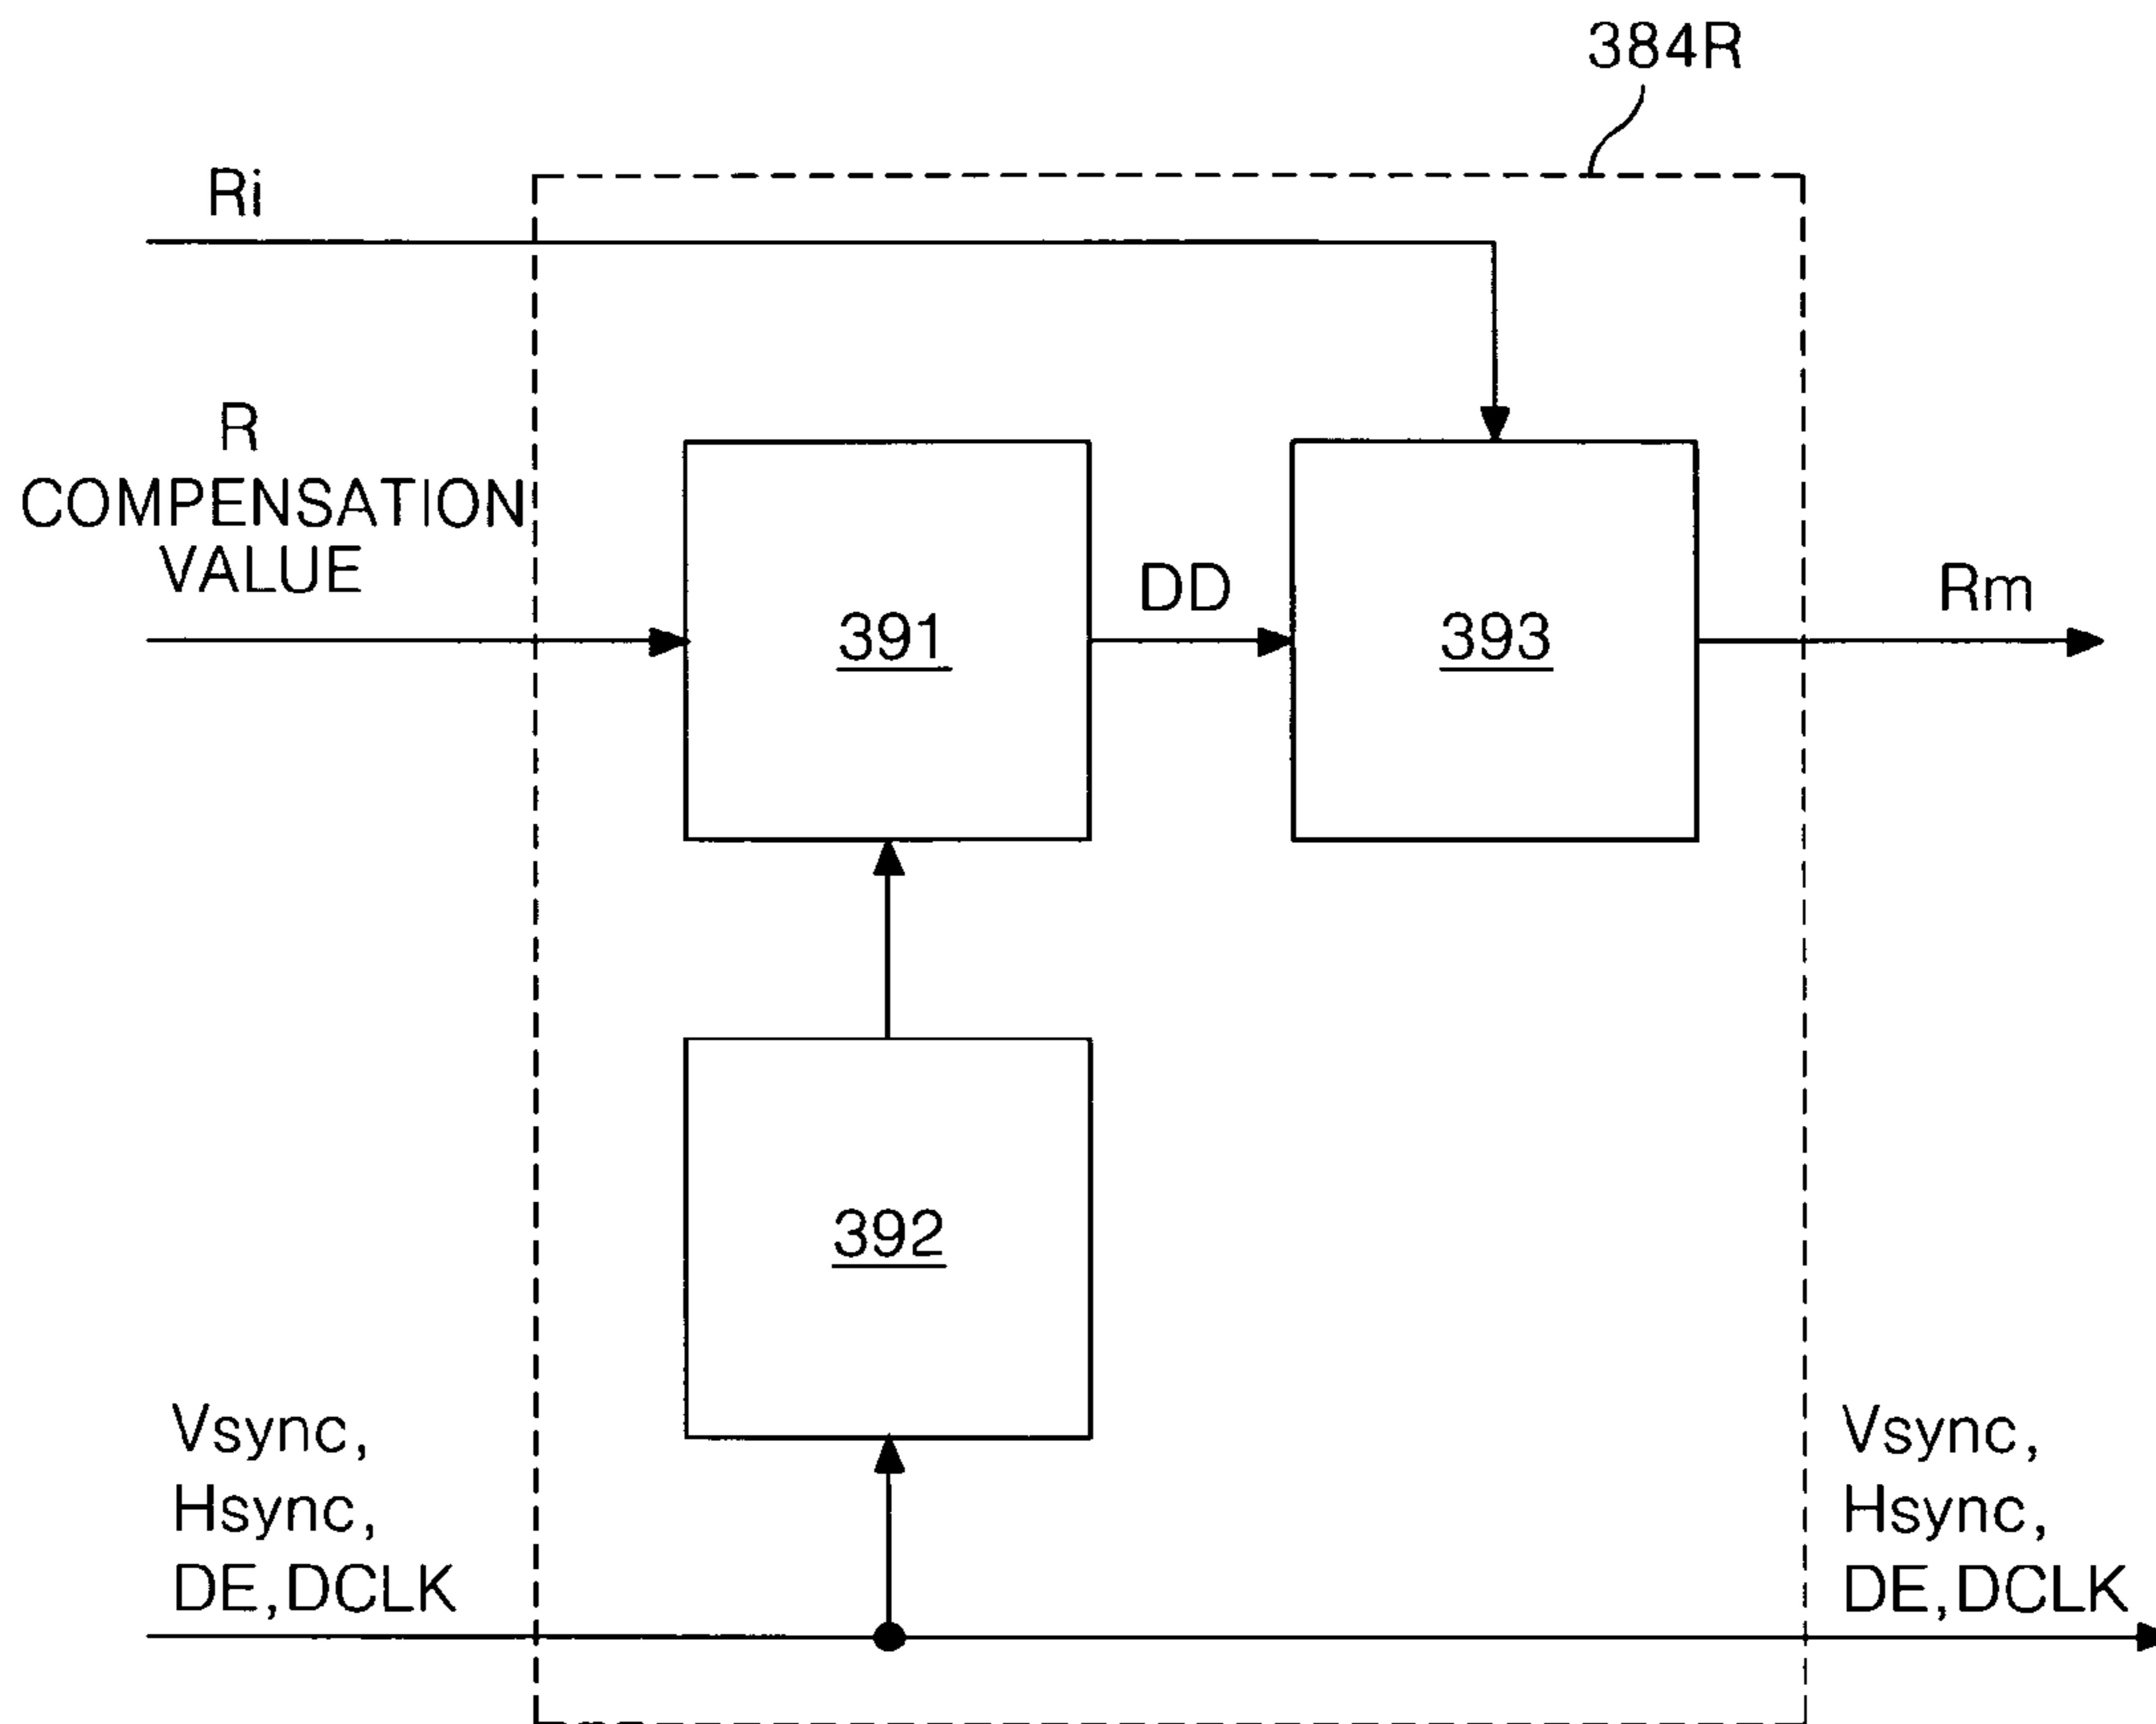 384R
Ri
R
COMPENSATION
VALUE
391
DD
393
Rm
392
Vsync,
Hsync,
DE,DCLK
Vsync,
Hsync,
DE,DCLK